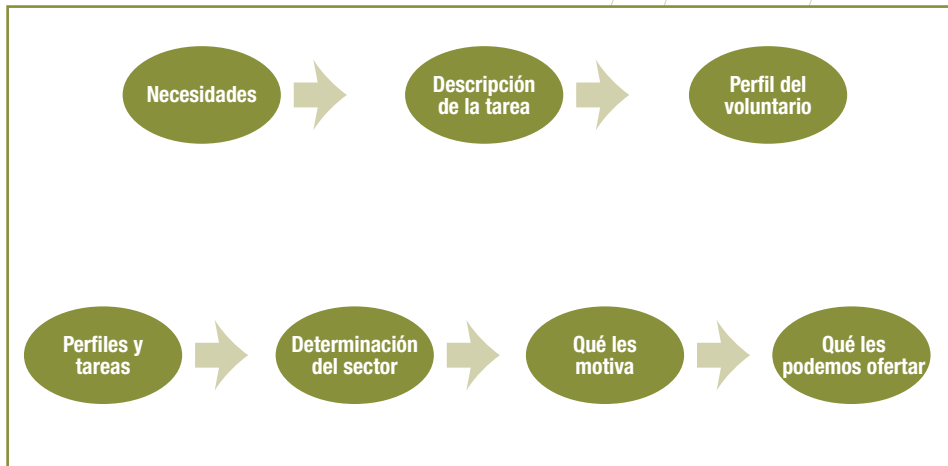 Necesidades
Descripción
de la tarea
Perfil del
voluntario
Perfiles y
tareas
Determinación
del sector
Qué les
motiva
Qué les
podemos ofertar